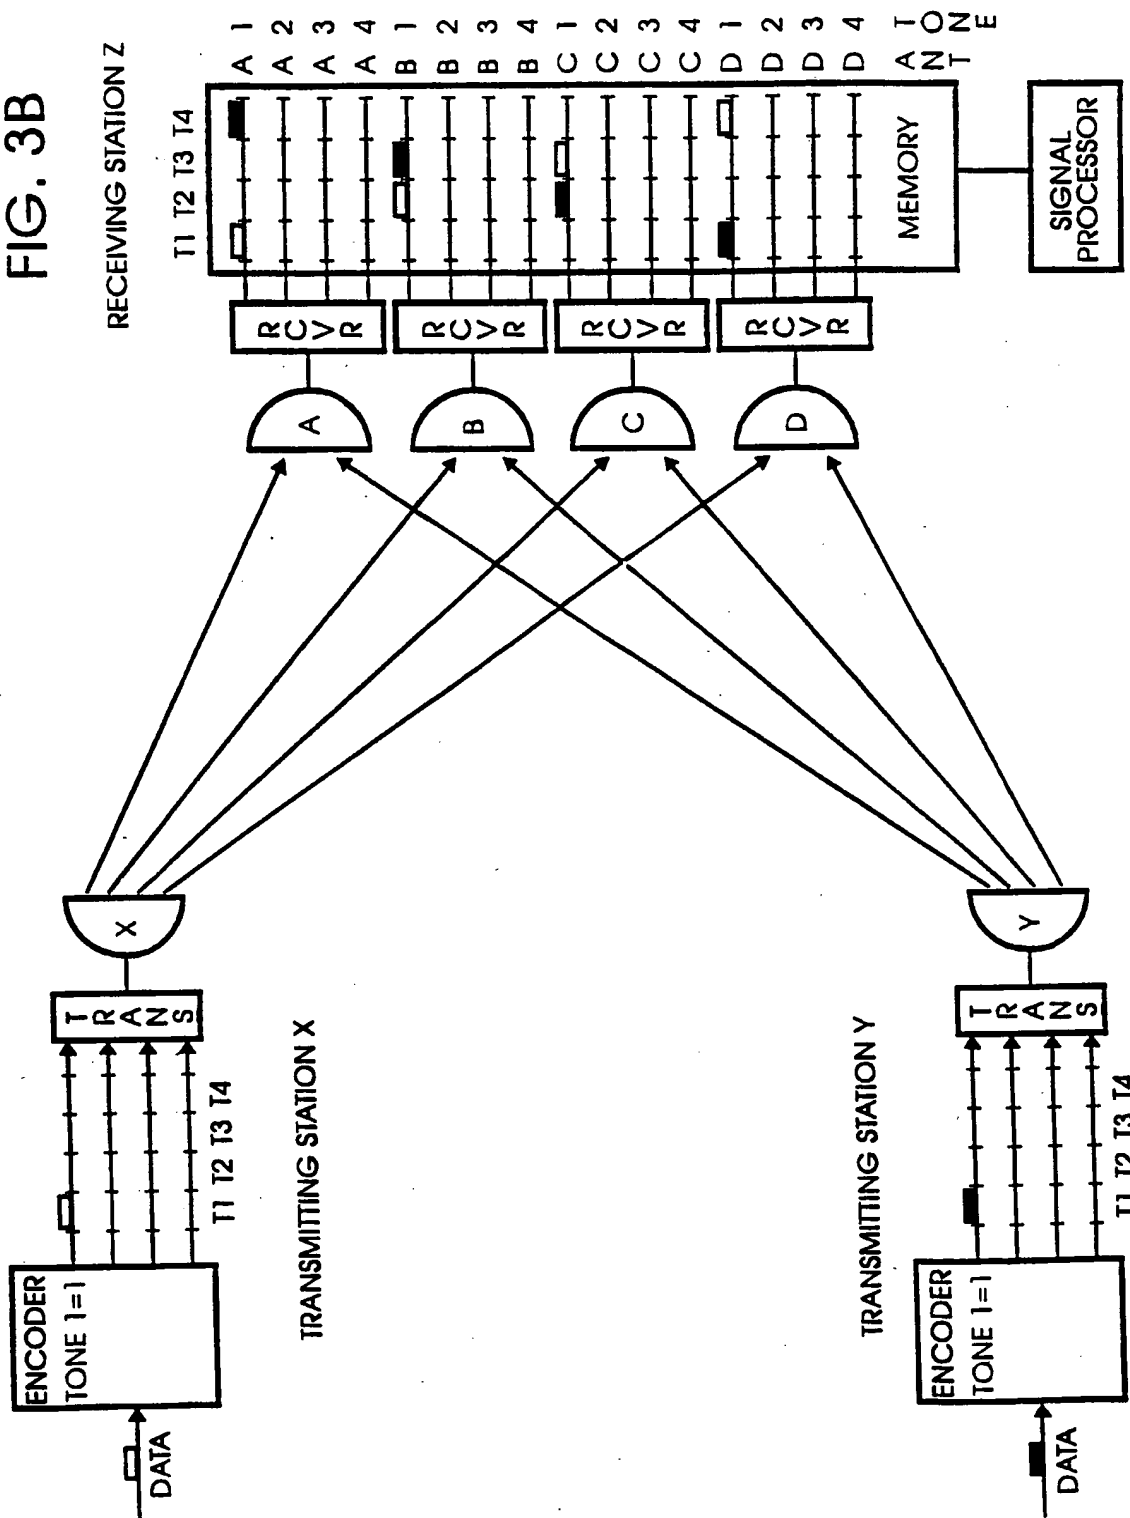 FIG. 3B
RECEIVING STATION Z
T1 T2 T3 T4
A 1
A 2
A 3
A 4
B 1
B 2
B 3
B 4
C 1
C 2
C 3
C 4
D 1
D 2
D 3
D 4
ANT
TONE
MEMORY
SIGNAL
PROCESSOR
RCVR
RCVR
RCVR
RCVR
A
B
C
D
X
Y
TRANS
TRANS
T1 T2 T3 T4
T1 T2 T3 T4
TRANSMITTING STATION X
TRANSMITTING STATION Y
ENCODER
TONE 1=1
ENCODER
TONE 1=1
DATA
DATA